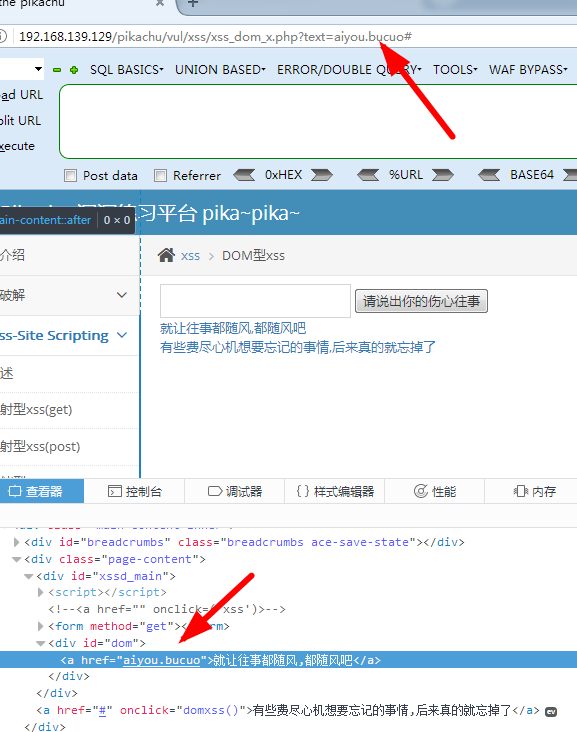 the pikachu
192.168.139.129/pikachu/vul/xss/xss_dom_x.php?text=aiyou.bucuo#
SQL BASICS UNION BASED ERROR/DOUBLE QUERY TOOLS WAF BYPASS
ad URL
plit URL
xecute
Post data Referrer 0xHEX %URL BASE64
习平台 pika~pika~
ain-content::after 0 × 0
介绍
xss > DOM型xss
破解
请说出你的伤心往事
ss-Site Scripting
就让往事都随风,都随风吧
有些费尽心机想要忘记的事情,后来真的就忘掉了
述
射型xss(get)
射型xss(post)
查看器 控制台 调试器 {} 样式编辑器 性能 内存
<div id="breadcrumbs" class="breadcrumbs ace-save-state"></div>
<div class="page-content">
<div id="xssd_main">
<script></script>
<!--<a href="" onclick=('xss')>-->
<form method="get"></form>
<div id="dom">
<a href="aiyou.bucuo">就让往事都随风,都随风吧</a>
</div>
</div>
<a href="#" onclick="domxss()">有些费尽心机想要忘记的事情,后来真的就忘掉了</a> ev
</div>